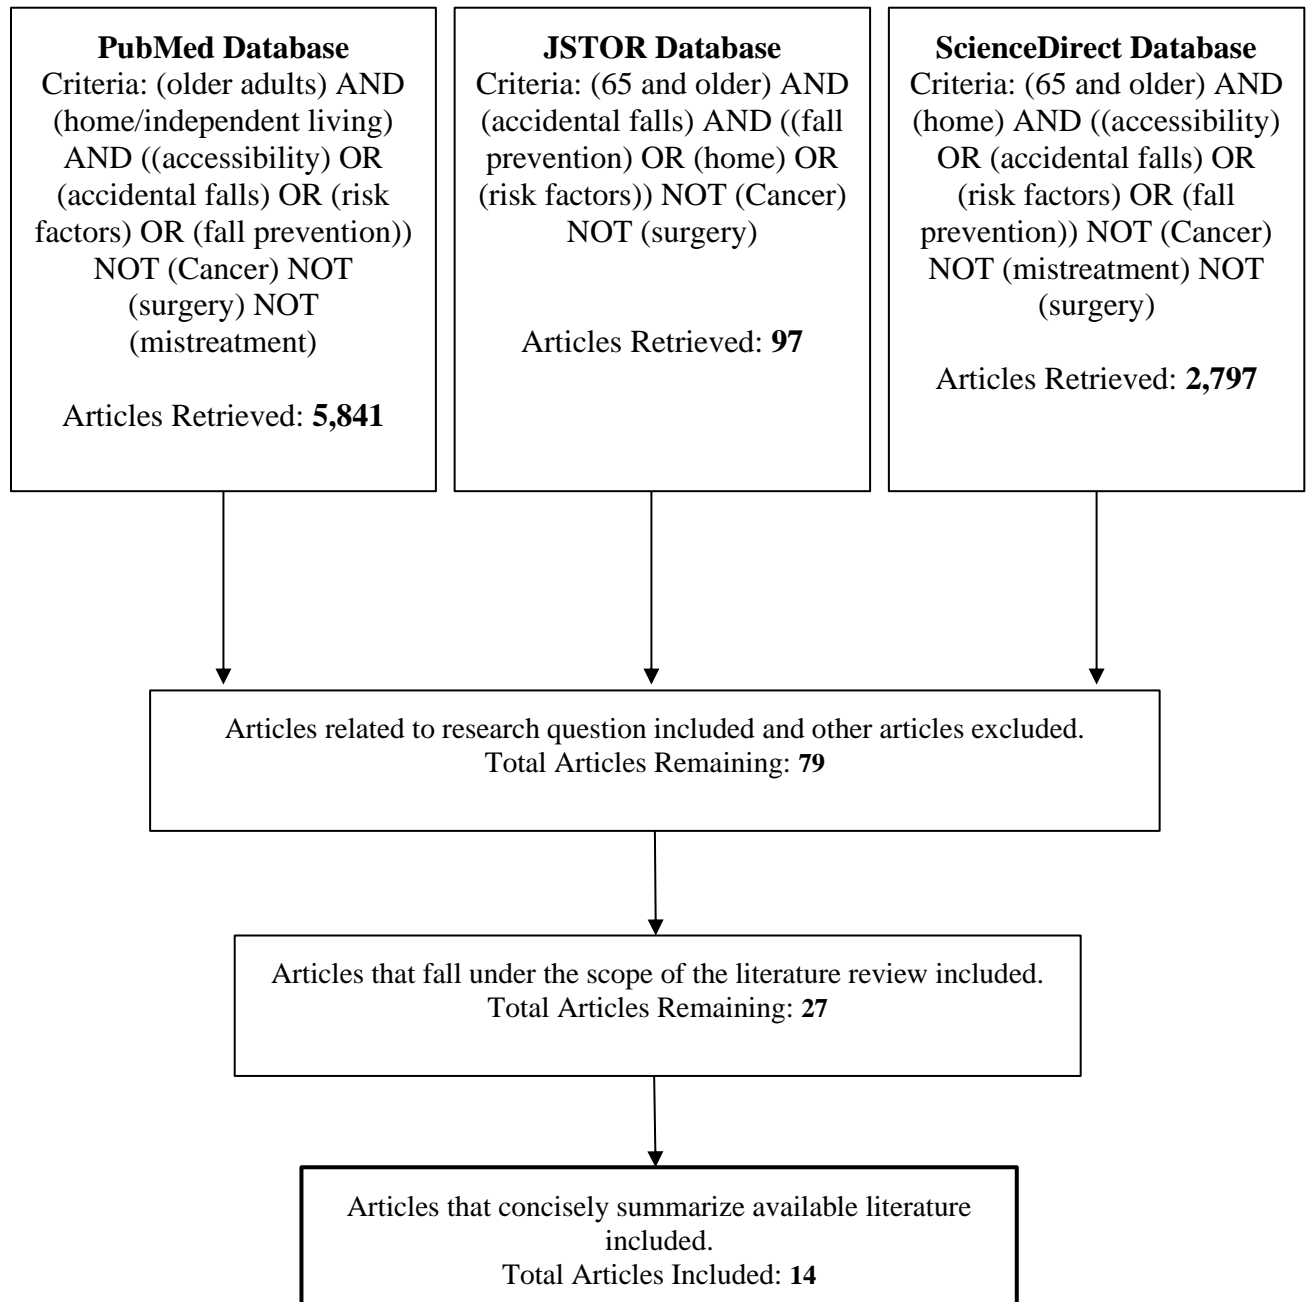 PubMed Database
Criteria: (older adults) AND
(home/independent living)
AND ((accessibility) OR
(accidental falls) OR (risk
factors) OR (fall prevention))
NOT (Cancer) NOT
(surgery) NOT
(mistreatment)
Articles Retrieved: 5,841
JSTOR Database
Criteria: (65 and older) AND
(accidental falls) AND ((fall
prevention) OR (home) OR
(risk factors)) NOT (Cancer)
NOT (surgery)
Articles Retrieved: 97
ScienceDirect Database
Criteria: (65 and older) AND
(home) AND ((accessibility)
OR (accidental falls) OR
(risk factors) OR (fall
prevention)) NOT (Cancer)
NOT (mistreatment) NOT
(surgery)
Articles Retrieved: 2,797
Articles related to research question included and other articles excluded.
Total Articles Remaining: 79
Articles that fall under the scope of the literature review included.
Total Articles Remaining: 27
Articles that concisely summarize available literature
included.
Total Articles Included: 14